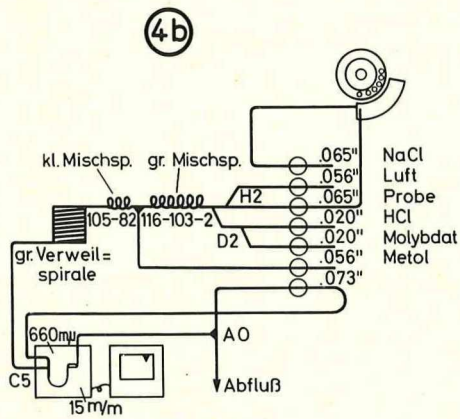 4b
kl. Mischsp. gr. Mischsp.
.065" NaCl
.056" Luft
H2 .065" Probe
105-82 116-103-2 .020" HCl
D2 .020" Molybdat
gr. Verweil=
spirale
.056" Metol
.073"
660mµ
AO
C5
15 m/m
Abfluß